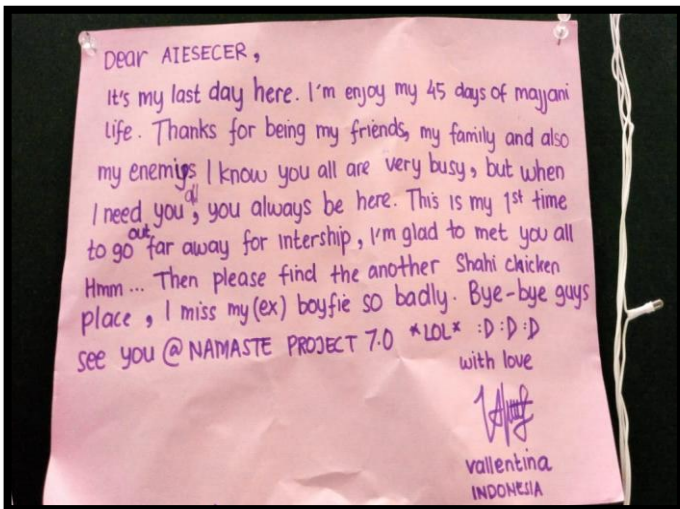 Dear AIESECER,
It's my last day here. I'm enjoy my 45 days of majjani
life. Thanks for being my friends, my family and also
my enemies I know you all are very busy, but when
I need you all, you always be here. This is my 1st time
to go out far away for intership, I'm glad to met you all
Hmm... Then please find the another Shahi chicken
place, I miss my (ex) boyfie so badly. Bye-bye guys
see you @ NAMASTE PROJECT 7.0 *LOL* :D :D :D
with love
vallentina
INDONESIA